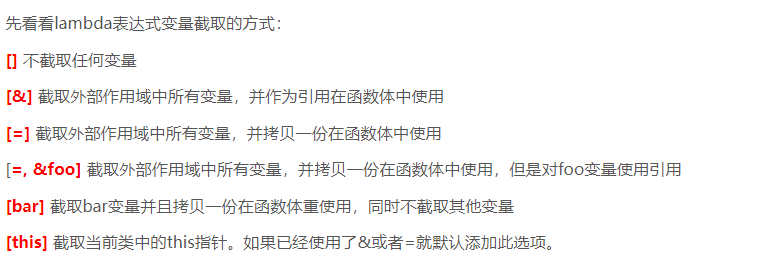 先看看lambda表达式变量截取的方式：
[] 不截取任何变量
[&] 截取外部作用域中所有变量，并作为引用在函数体中使用
[=] 截取外部作用域中所有变量，并拷贝一份在函数体中使用
[=, &foo] 截取外部作用域中所有变量，并拷贝一份在函数体中使用，但是对foo变量使用引用
[bar] 截取bar变量并且拷贝一份在函数体重使用，同时不截取其他变量
[this] 截取当前类中的this指针。如果已经使用了&或者=就默认添加此选项。